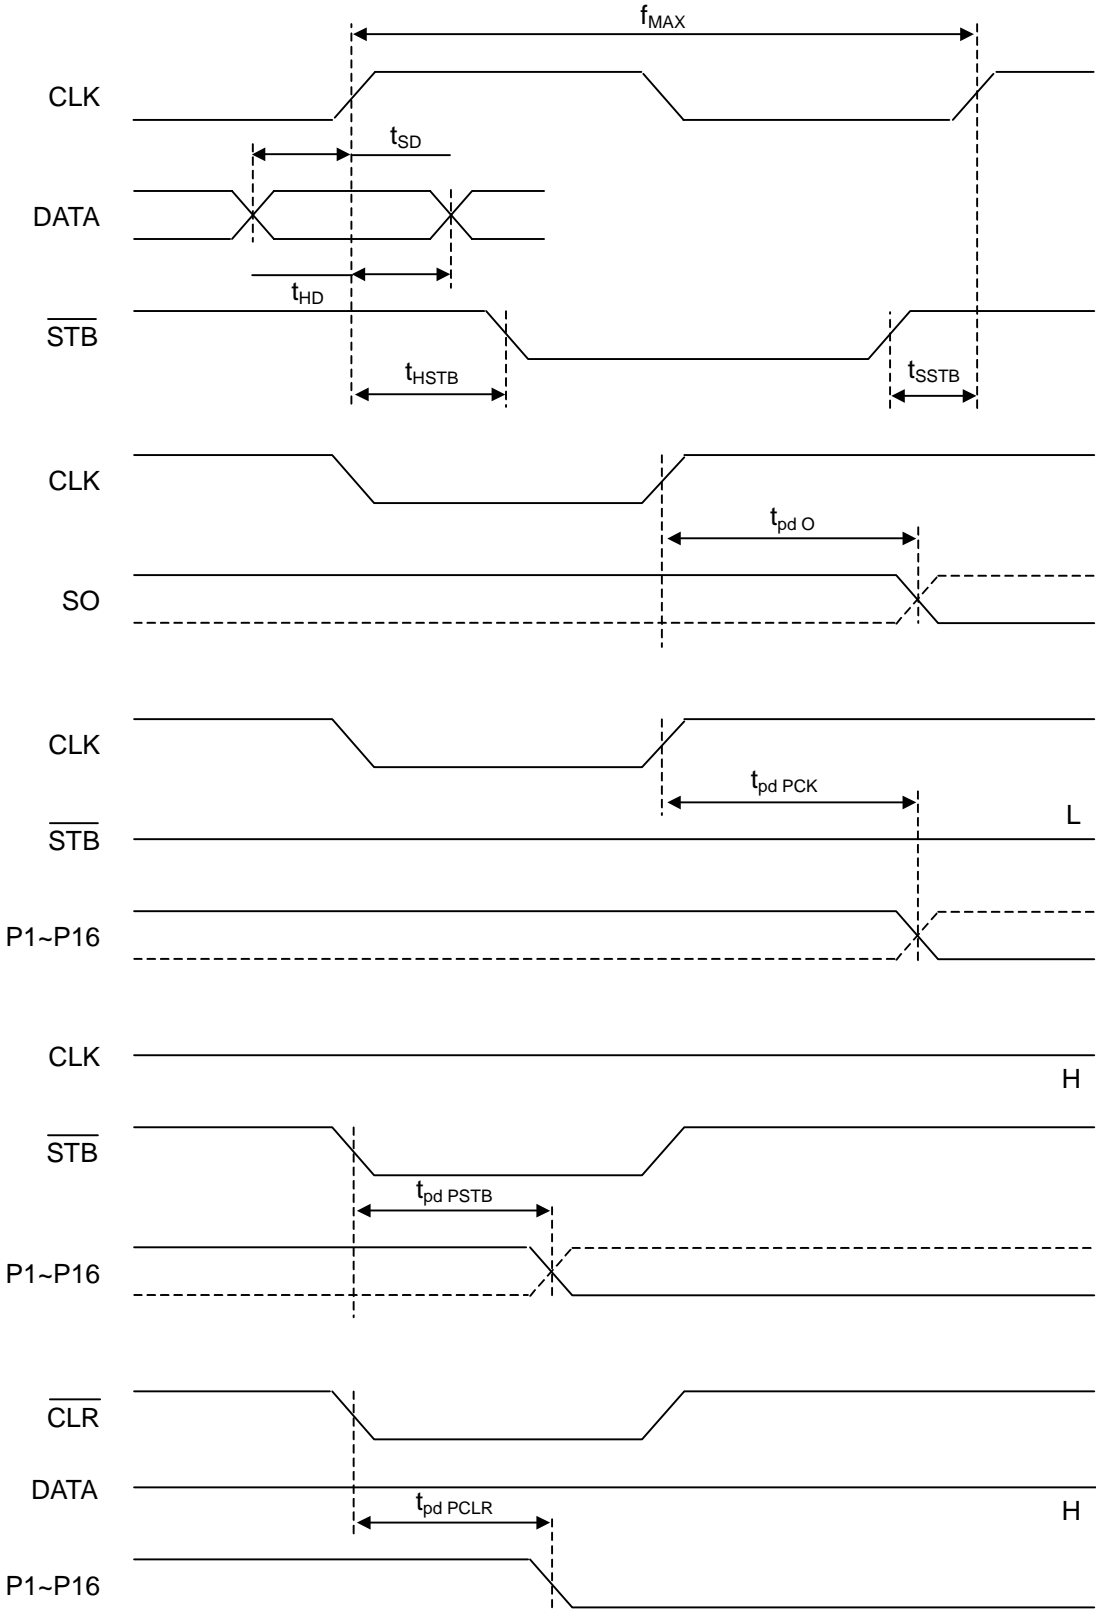 fMAX
CLK
tSD
DATA
tHD
STB
tHSTB
tSSTB
CLK
tpd O
SO
CLK
tpd PCK
L
STB
P1~P16
CLK
H
STB
tpd PSTB
P1~P16
CLR
DATA
tpd PCLR
H
P1~P16